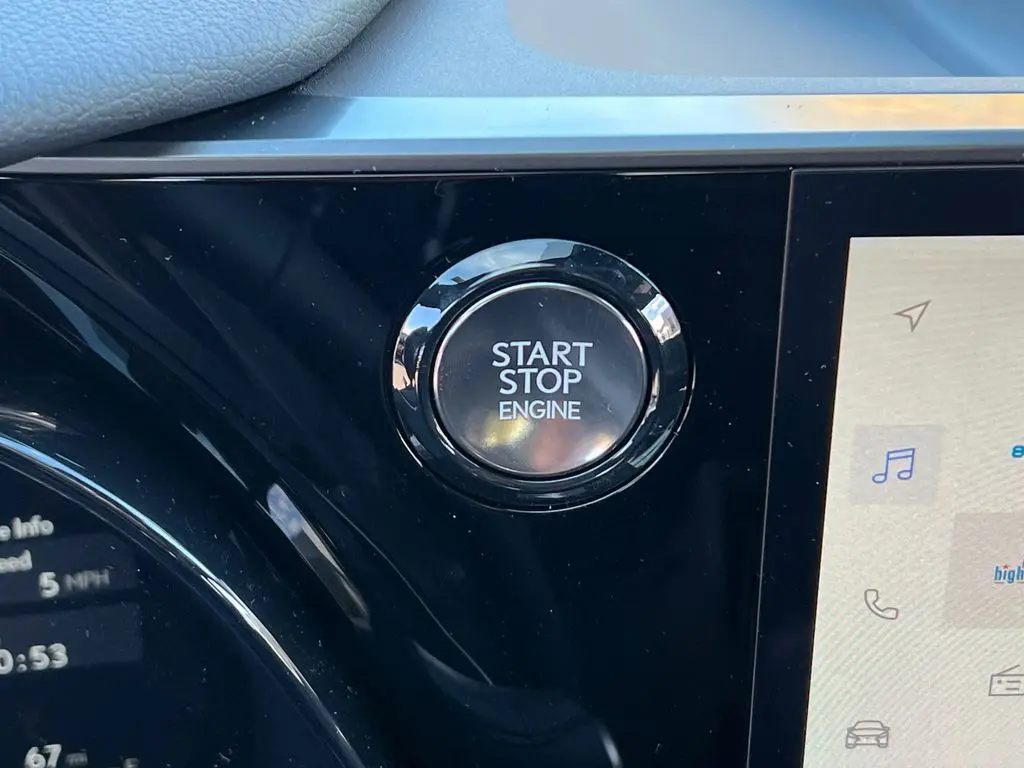 START
STOP
ENGINE
e Info
eed
5 MPH
0:53
67 mi
high